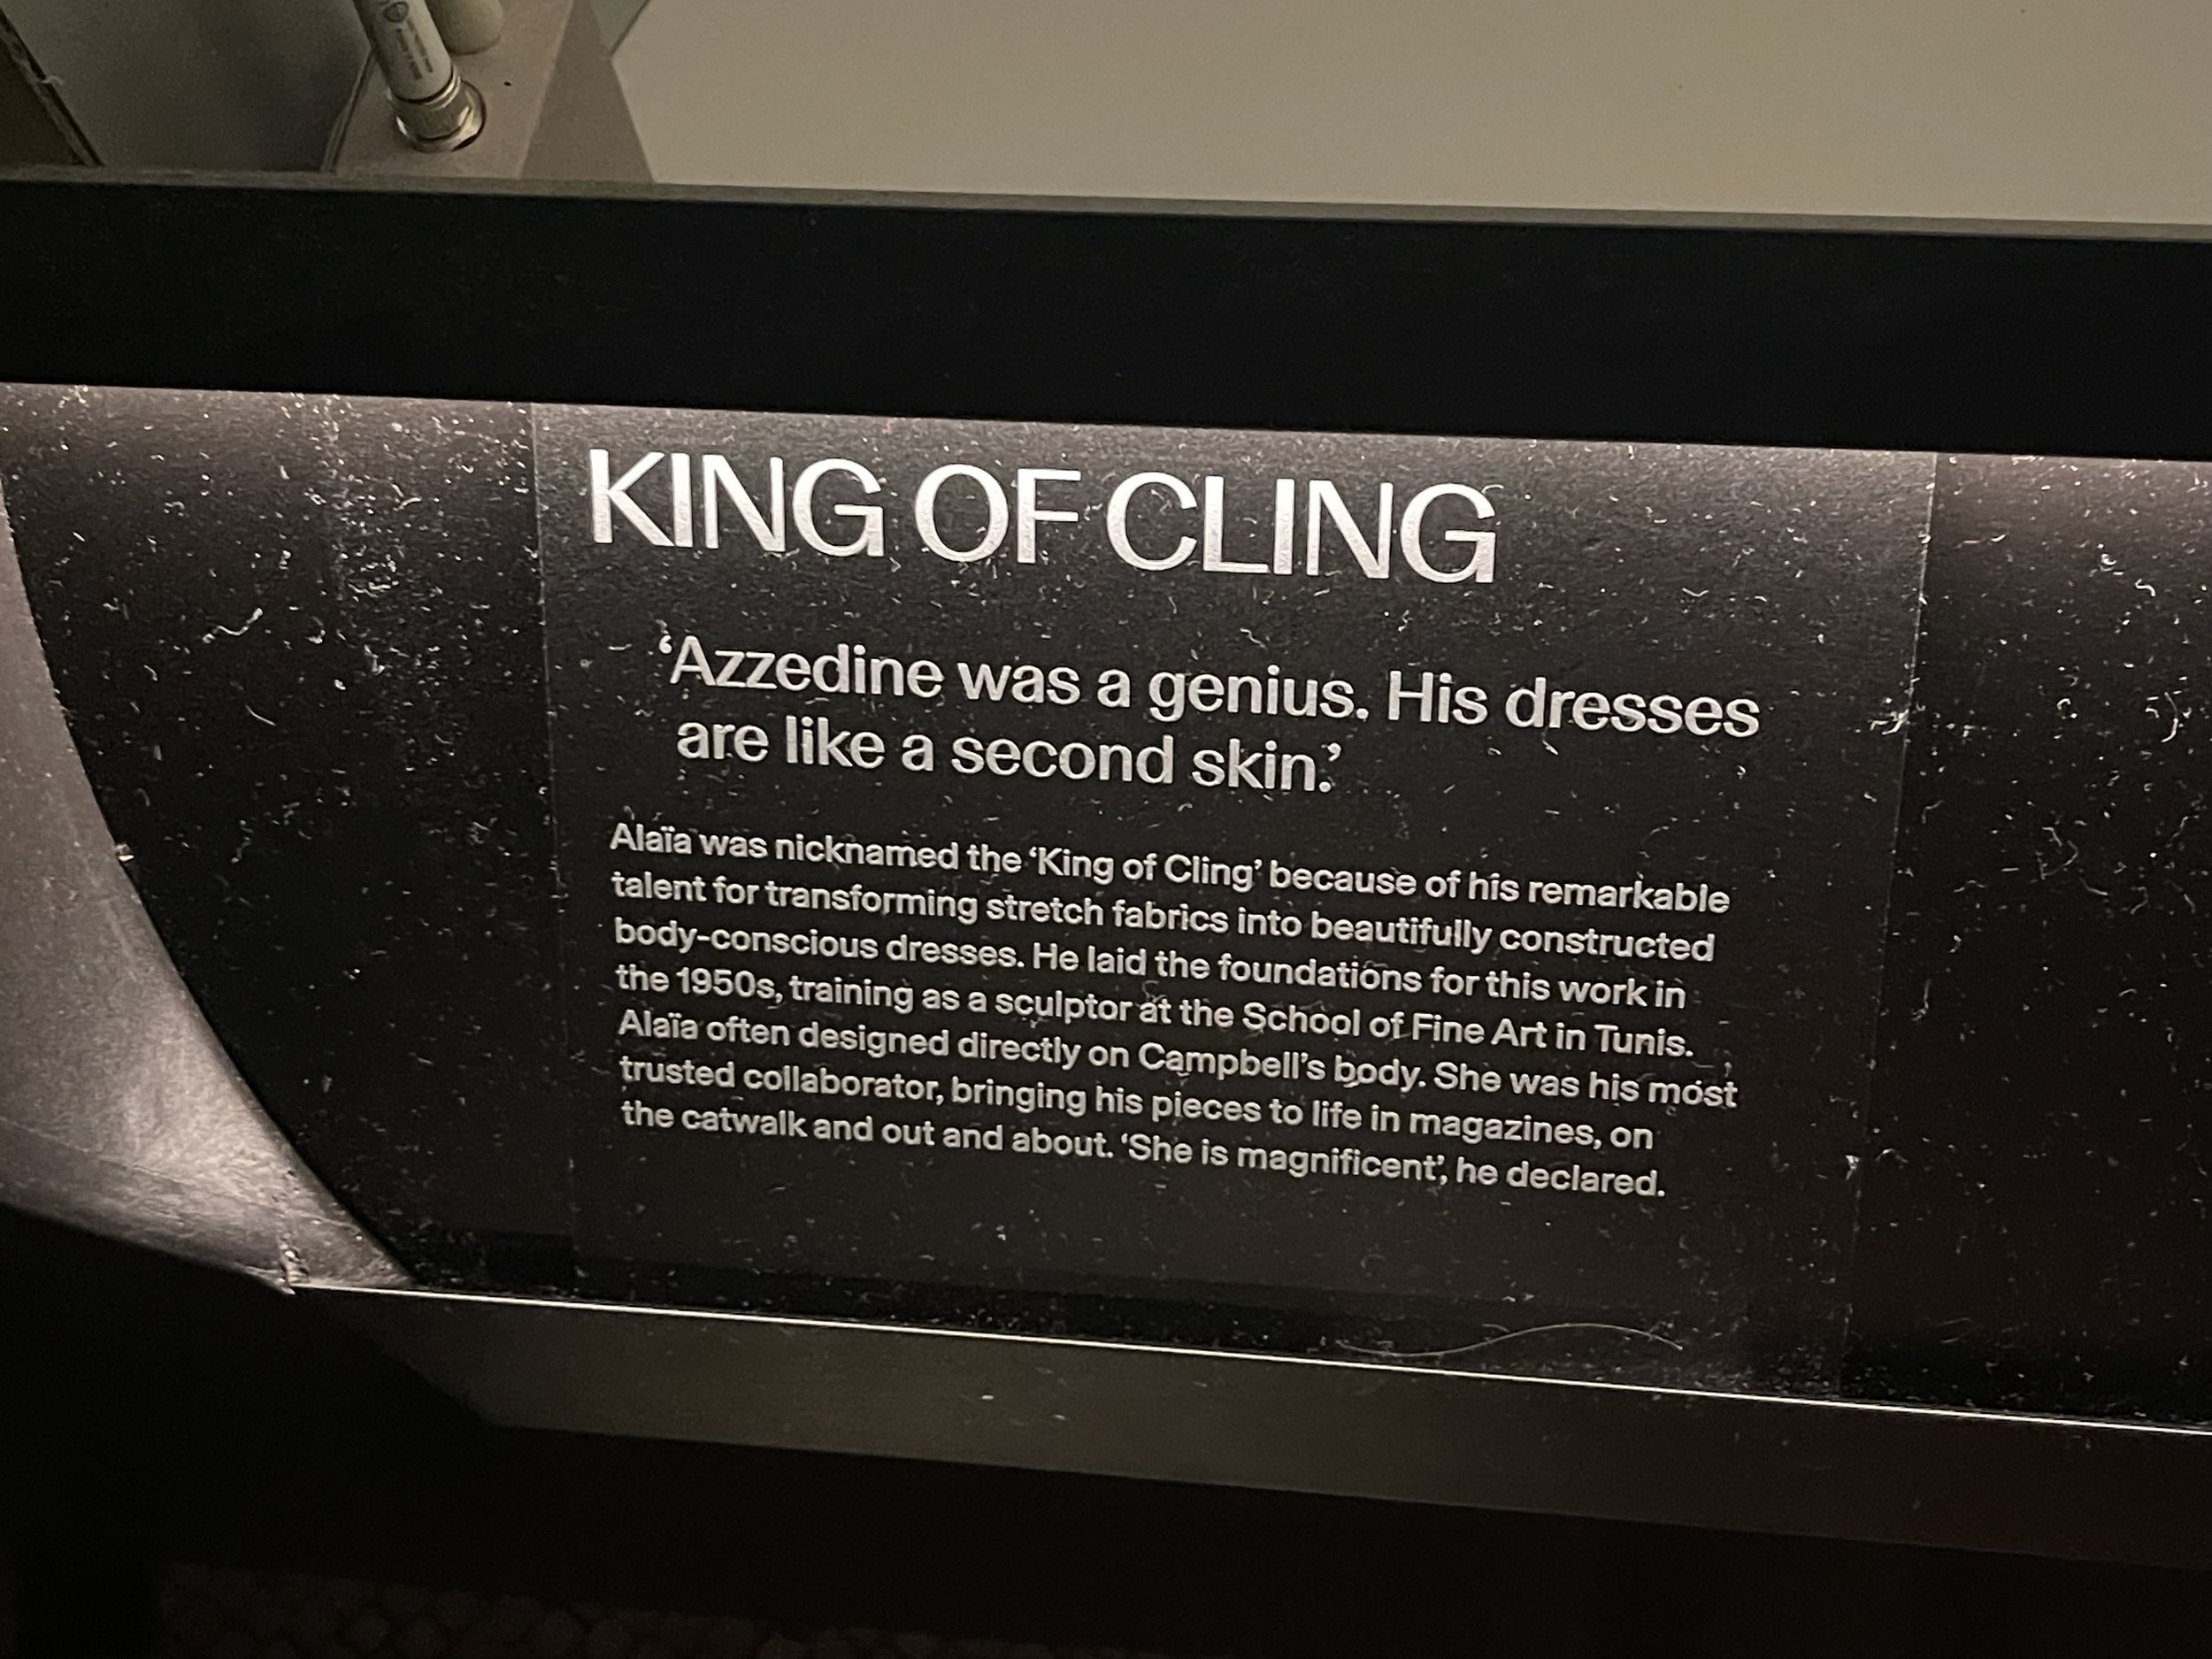 KING OF CLING
‘Azzedine was a genius. His dresses
are like a second skin.’
Alaïa was nicknamed the ‘King of Cling’ because of his remarkable
talent for transforming stretch fabrics into beautifully constructed
body-conscious dresses. He laid the foundations for this work in
the 1950s, training as a sculptor at the School of Fine Art in Tunis.
Alaïa often designed directly on Campbell’s body. She was his most
trusted collaborator, bringing his pieces to life in magazines, on
the catwalk and out and about. ‘She is magnificent’, he declared.